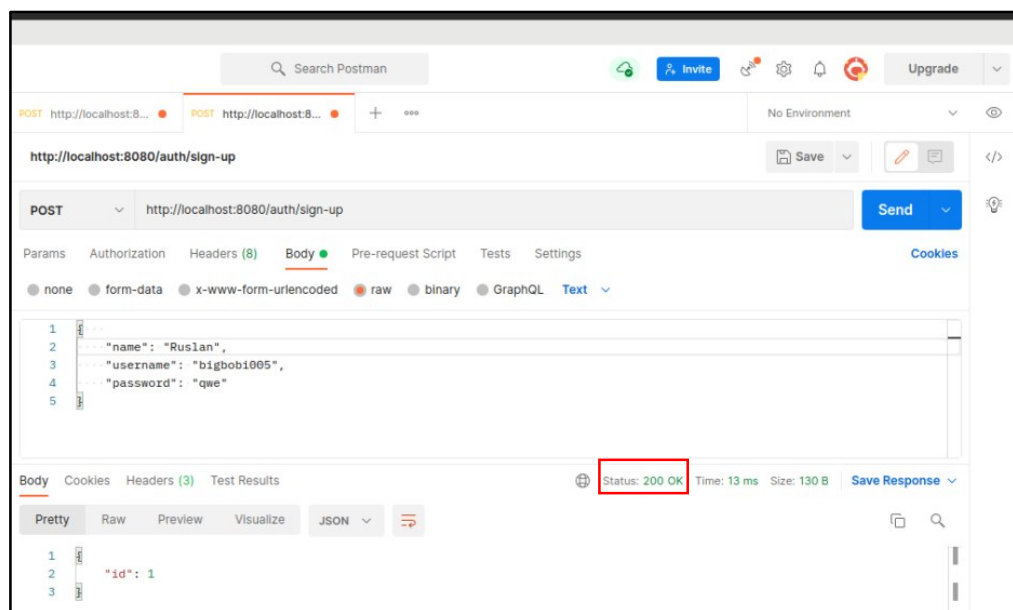 Search Postman
Invite
Upgrade
POST http://localhost:8...
POST http://localhost:8...
No Environment
http://localhost:8080/auth/sign-up
Save
</>
POST http://localhost:8080/auth/sign-up Send
Params Authorization Headers (8) Body Pre-request Script Tests Settings Cookies
none form-data x-www-form-urlencoded raw binary GraphQL Text
1 {
2 "name": "Ruslan",
3 "username": "bigbobi005",
4 "password": "qwe"
5 }
Body Cookies Headers (3) Test Results Status: 200 OK Time: 13 ms Size: 130 B Save Response
Pretty Raw Preview Visualize JSON
1 {
2 "id": 1
3 }